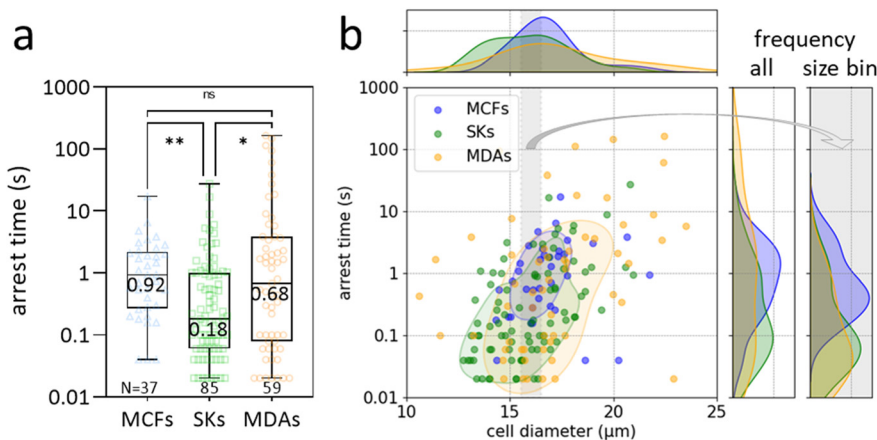 a
b
frequency
all
size bin
ns
**
*
arrest time (s)
1000
100
10
1
0.1
0.01
0.92
0.18
0.68
N=37
85
59
MCFs
SKs
MDAs
arrest time (s)
1000
100
10
1
0.1
0.01
MCFs
SKs
MDAs
10
15
20
25
cell diameter (μm)